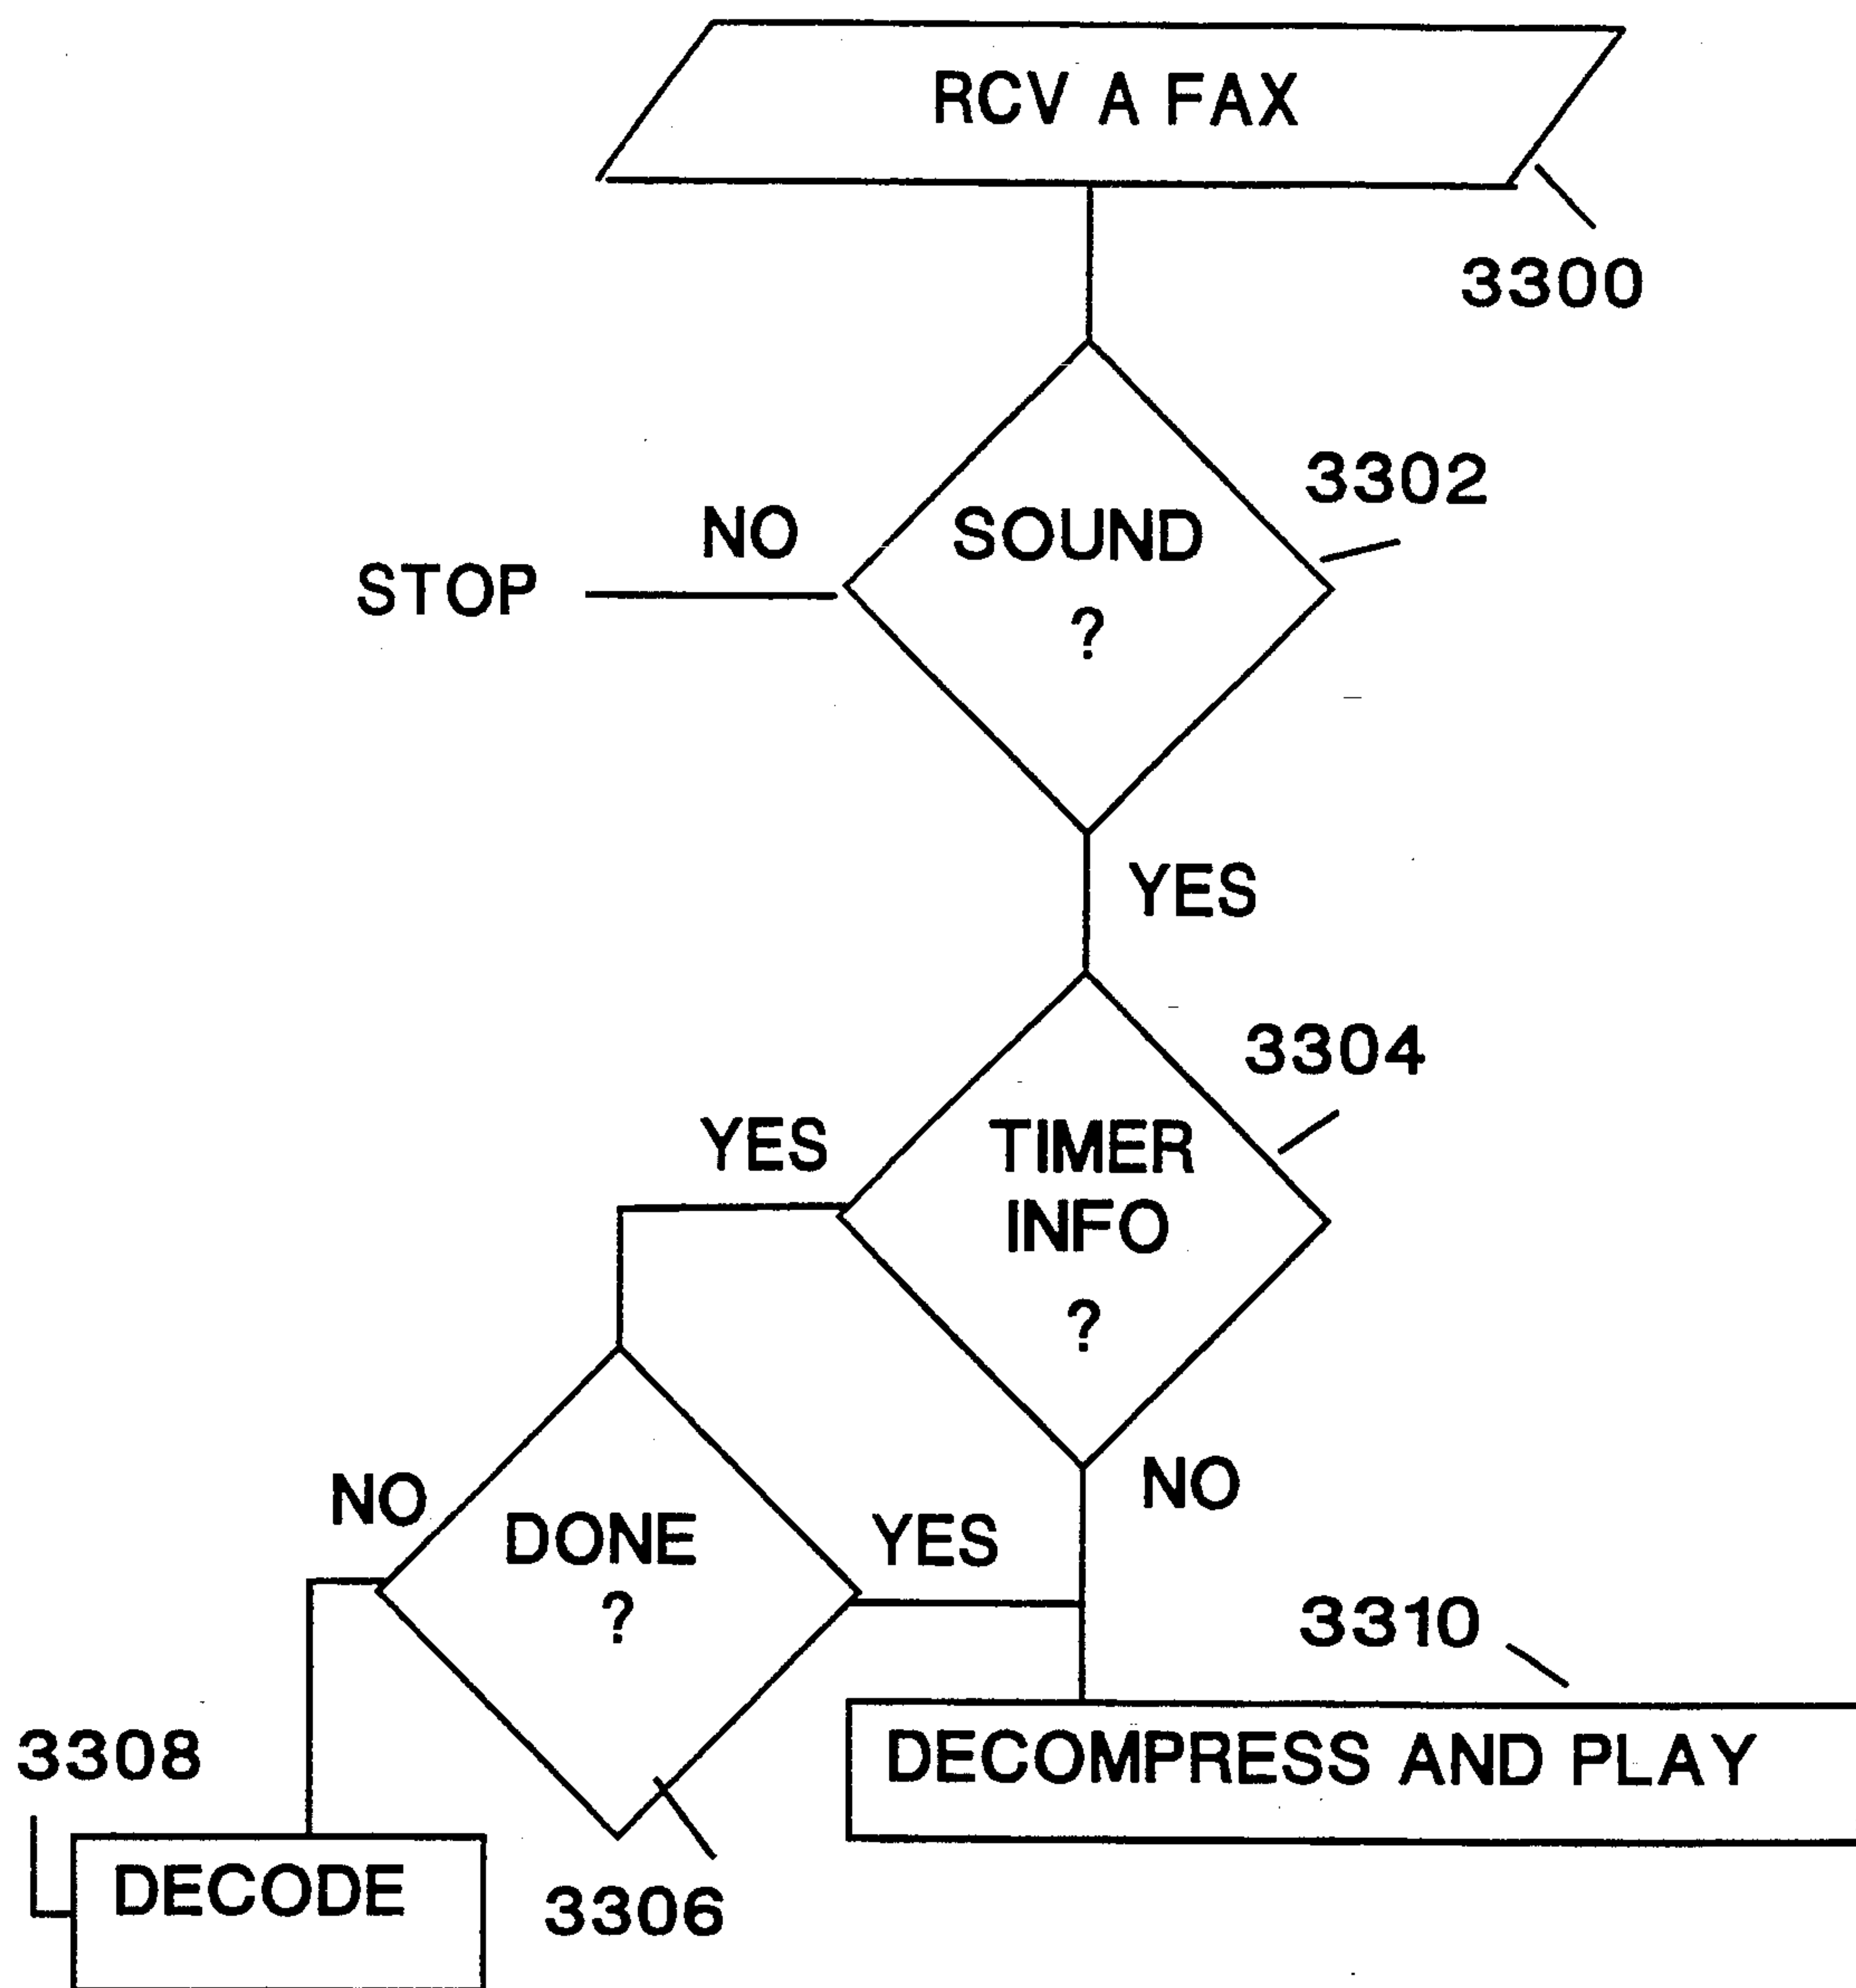 RCV A FAX
3300
3302
NO
SOUND
STOP
?
YES
3304
YES
TIMER
INFO
?
NO
NO
DONE
YES
?
3310
3308
DECOMPRESS AND PLAY
DECODE
3306